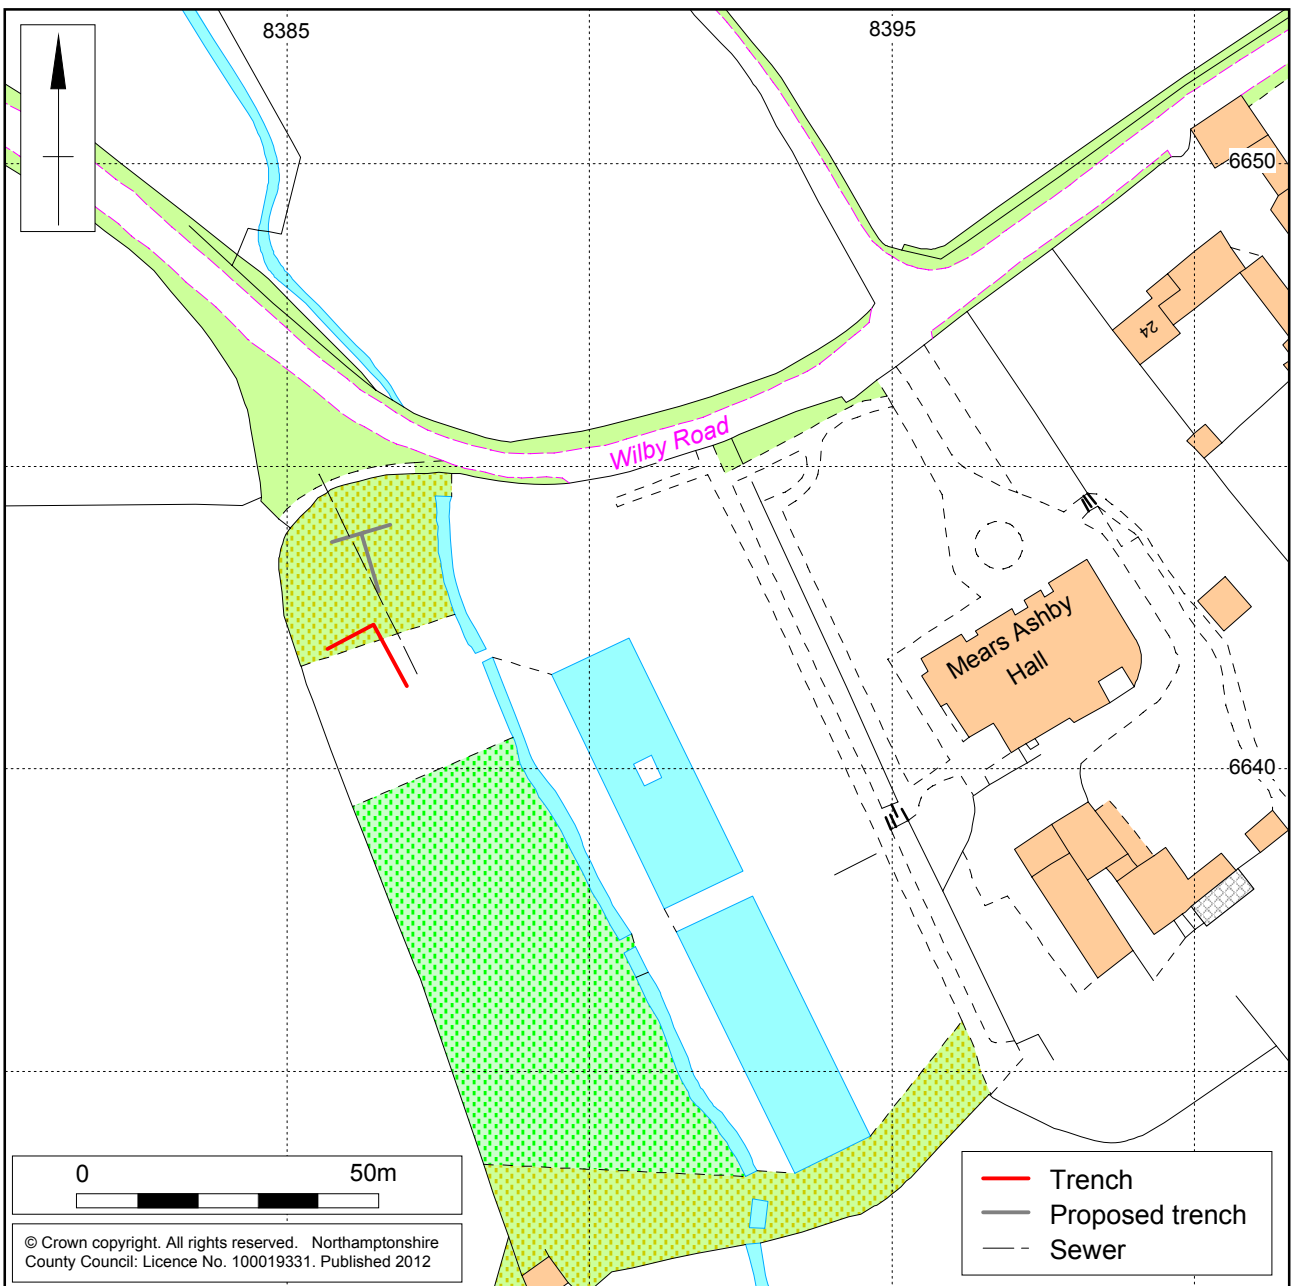 8385
8395
6650
24
Wilby Road
Mears Ashby
Hall
6640
0 50m
Trench
Proposed trench
Sewer
© Crown copyright. All rights reserved. Northamptonshire
County Council: Licence No. 100019331. Published 2012